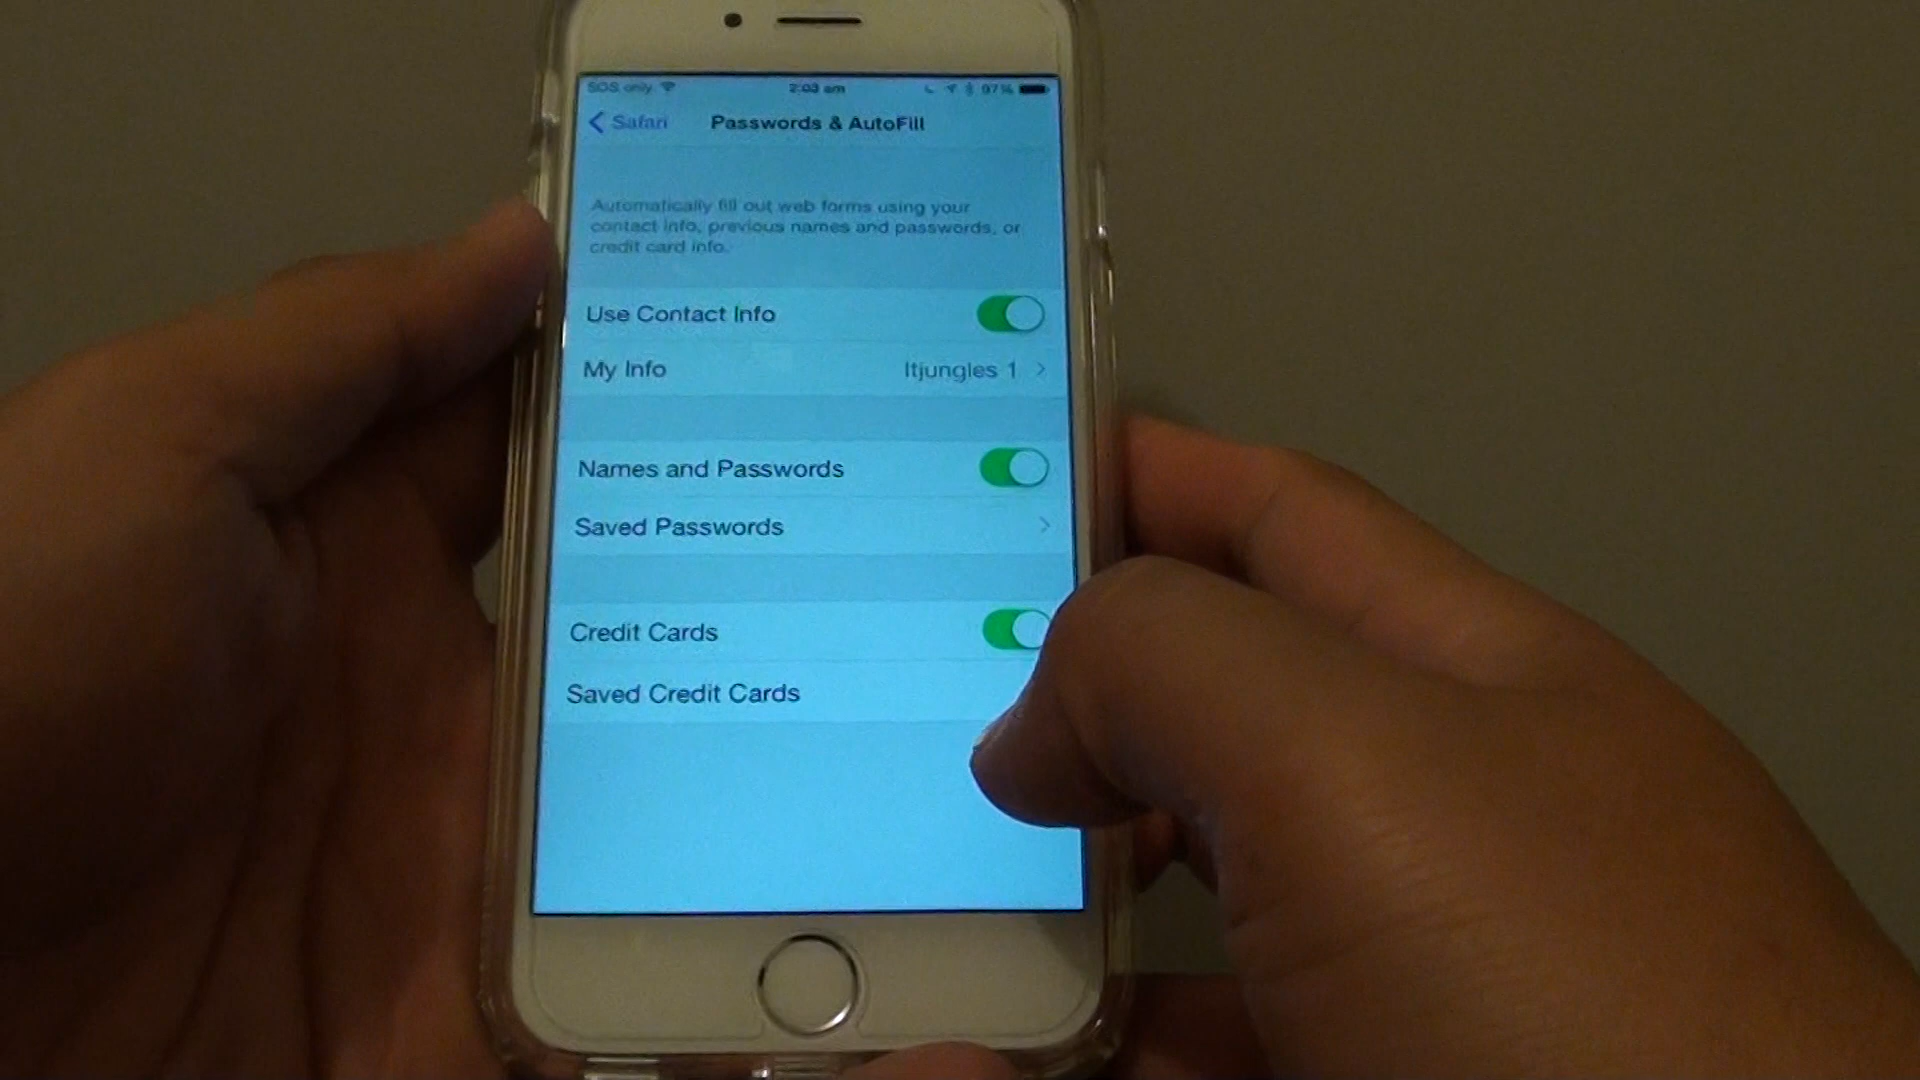 SOS only 2:03 am 97%
Safari Passwords & AutoFill
Automatically fill out web forms using your
contact info, previous names and passwords, or
credit card info.
Use Contact Info
My Info Itjungles 1
Names and Passwords
Saved Passwords
Credit Cards
Saved Credit Cards